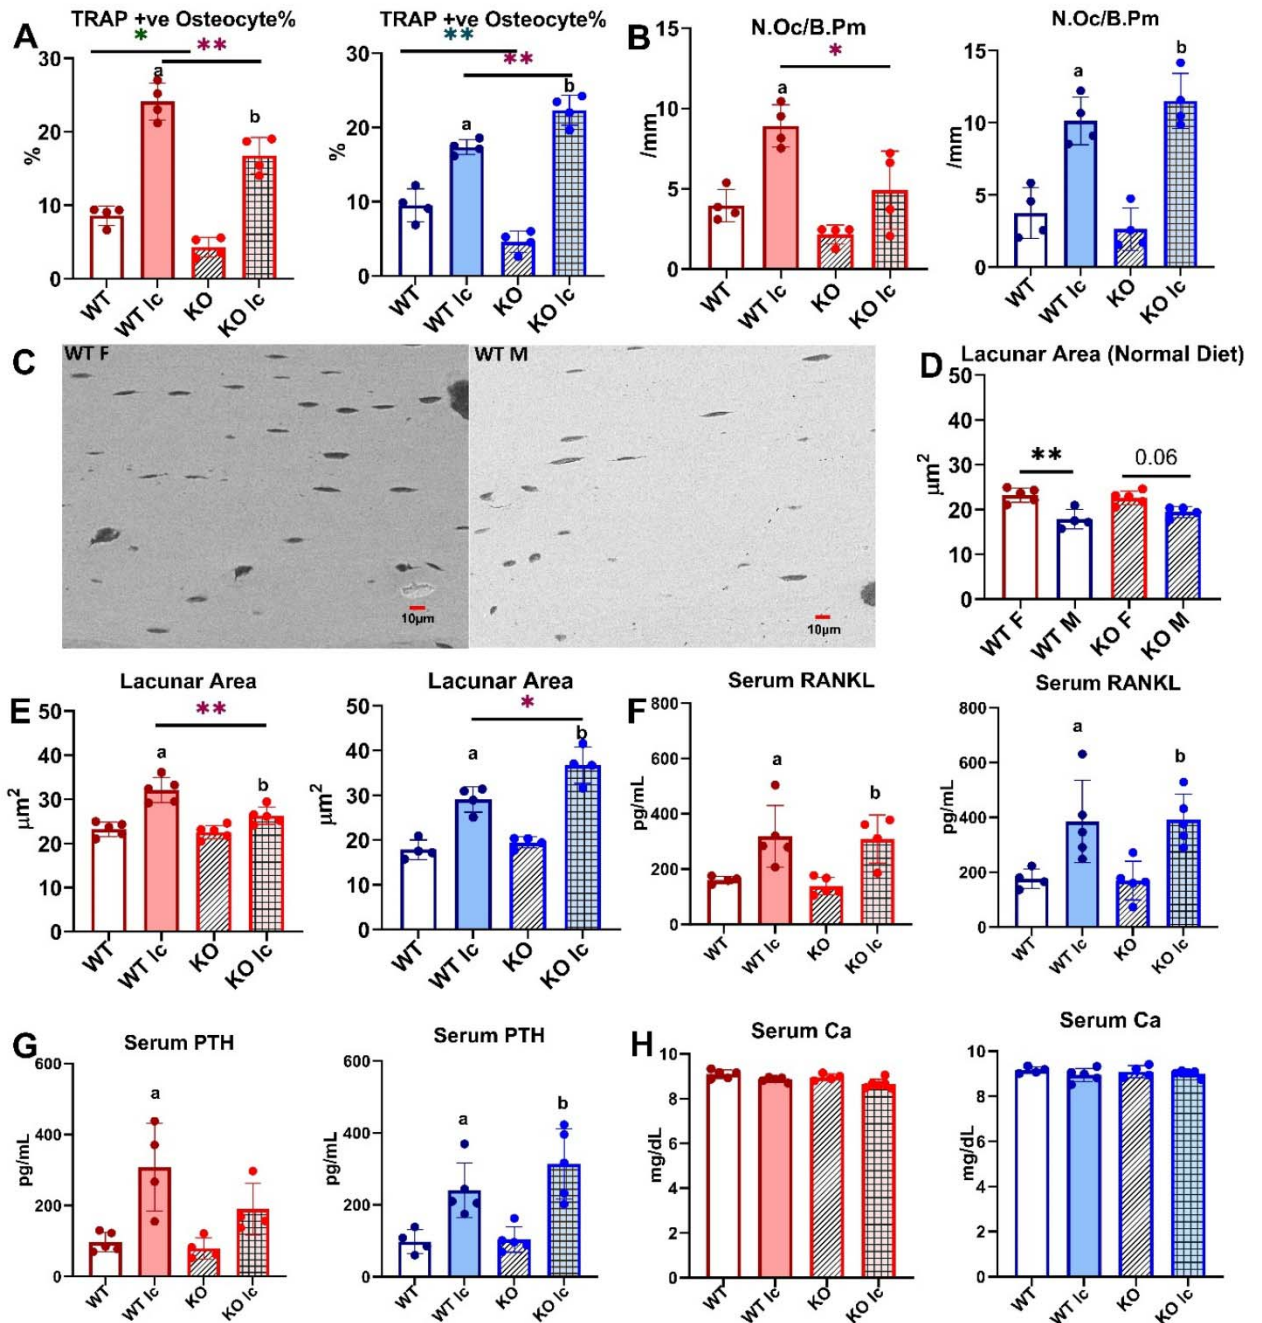 A
TRAP +ve Osteocyte%
*
**
30
20
10
0
%
a
b
WT
WT lc
KO
KO lc
TRAP +ve Osteocyte%
**
**
30
20
10
0
%
a
b
WT
WT lc
KO
KO lc
B
N.Oc/B.Pm
*
15
10
5
0
/mm
a
WT
WT lc
KO
KO lc
N.Oc/B.Pm
15
10
5
0
/mm
a
b
WT
WT lc
KO
KO lc
C
WT F
10μm
WT M
10μm
D
Lacunar Area (Normal Diet)
50
40
30
20
10
0
μm²
**
0.06
WT F
WT M
KO F
KO M
E
Lacunar Area
**
50
40
30
20
10
0
μm²
a
b
WT
WT lc
KO
KO lc
Lacunar Area
*
50
40
30
20
10
0
μm²
a
b
WT
WT lc
KO
KO lc
F
Serum RANKL
800
600
400
200
0
pg/mL
a
b
WT
WT lc
KO
KO lc
Serum RANKL
800
600
400
200
0
pg/mL
a
b
WT
WT lc
KO
KO lc
G
Serum PTH
600
400
200
0
pg/mL
a
WT
WT lc
KO
KO lc
Serum PTH
600
400
200
0
pg/mL
a
b
WT
WT lc
KO
KO lc
H
Serum Ca
10
8
6
4
2
0
mg/dL
WT
WT lc
KO
KO lc
Serum Ca
10
8
6
4
2
0
mg/dL
WT
WT lc
KO
KO lc